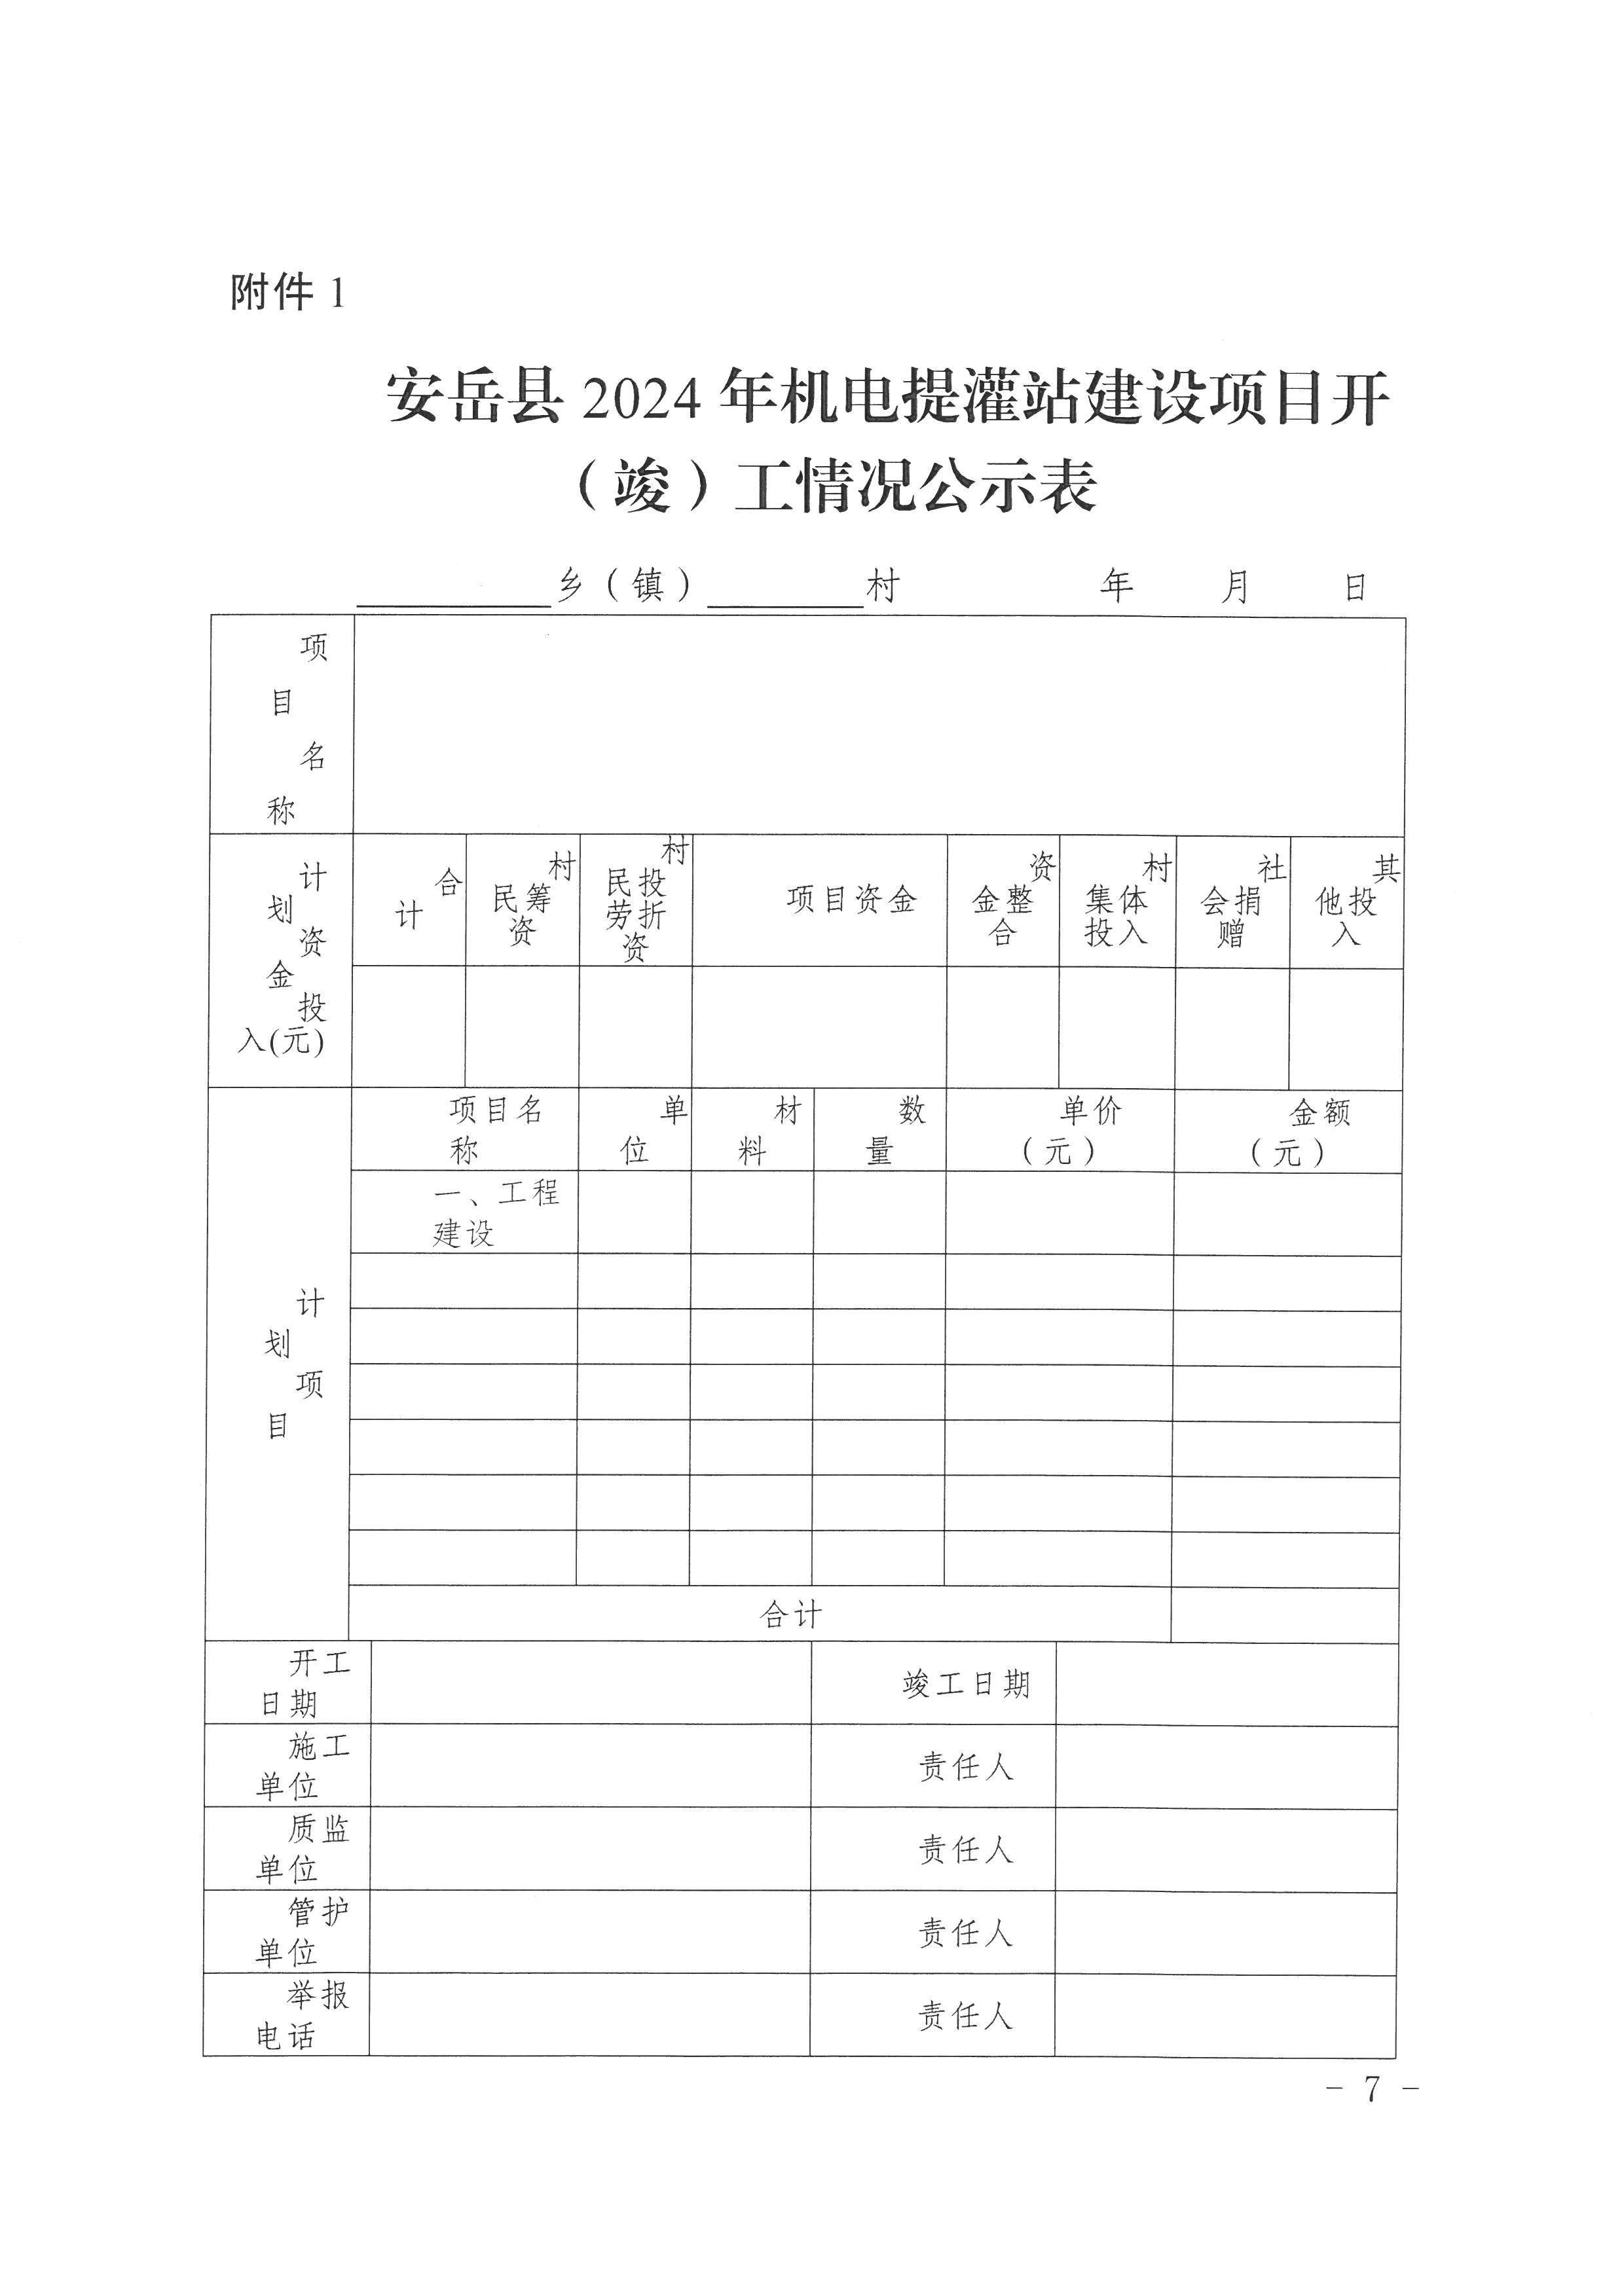 附件 1
安岳县 2024 年机电提灌站建设项目开
（竣）工情况公示表
乡（镇） 村 年 月 日
项
目
名
称
计
划
资
金
投
入(元)
合
计
村
民筹
资
村
民投
劳折
资
项目资金
资
金整
合
村
集体
投入
社
会捐
赠
其
他投
入
计
划
项
目
项目名
称
单
位
材
料
数
量
单价
（元）
金额
（元）
一、工程
建设
合计
开工
日期
竣工日期
施工
单位
责任人
质监
单位
责任人
管护
单位
责任人
举报
电话
责任人
- 7 -